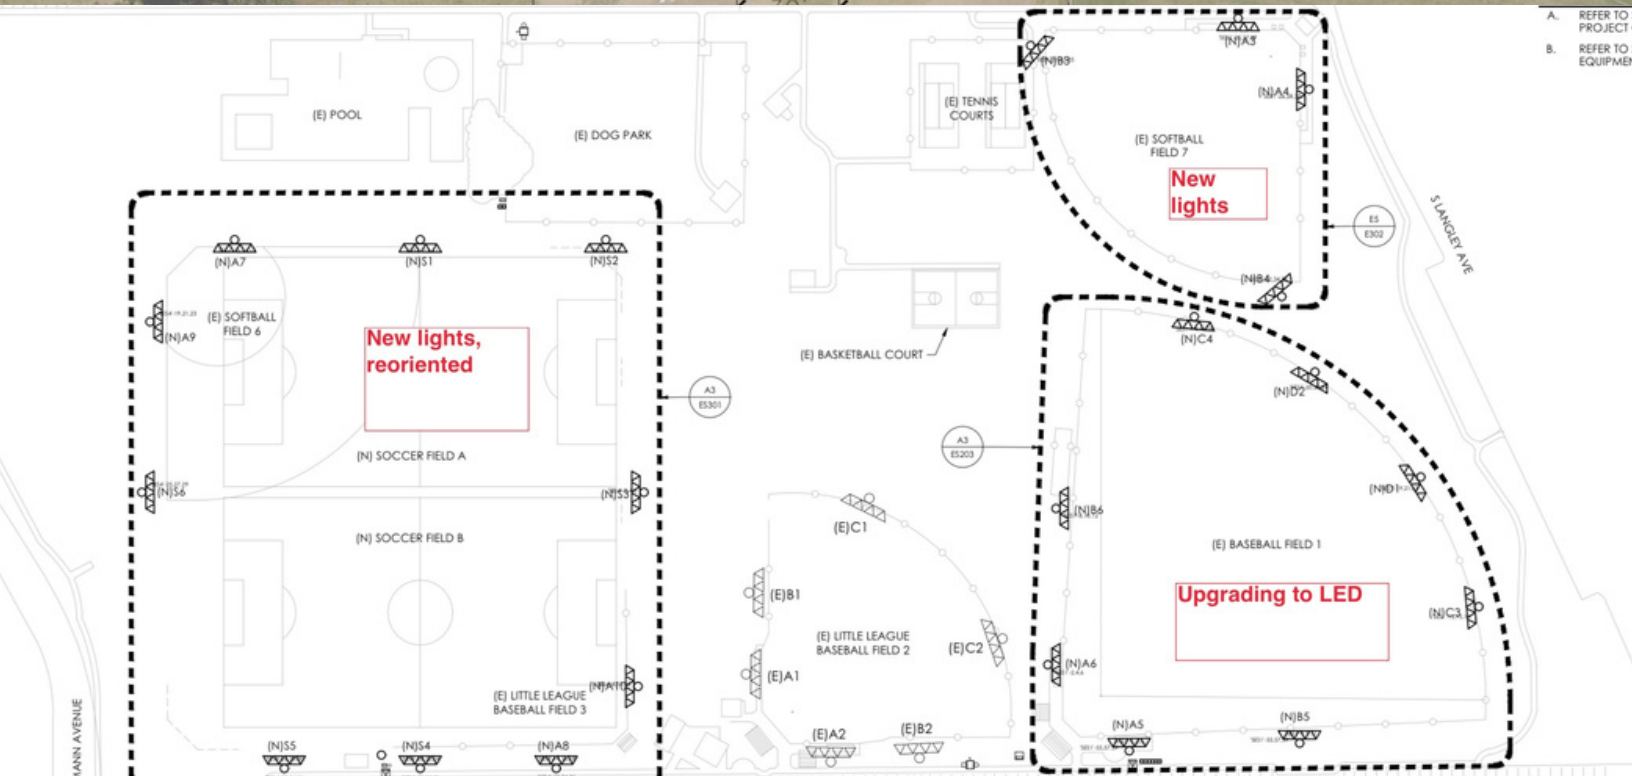 A. REFER TO
PROJECT
B. REFER TO
EQUIPMEN
(E) POOL
(E) DOG PARK
(E) TENNIS
COURTS
(N)B3
(N)A3
(N)A4
(E) SOFTBALL
FIELD 7
New
lights
(N)B4
E5
E302
S LANGLEY AVE
(N)A7
(N)S1
(N)S2
(E) SOFTBALL
FIELD 6
(N)A9
New lights,
reoriented
A3
ES301
(E) BASKETBALL COURT
(N)C4
(N)D2
A3
ES203
(N) SOCCER FIELD A
(N)S6
(N)S3
(N)D1
(N)B6
(E)C1
(N) SOCCER FIELD B
(E) BASEBALL FIELD 1
(E)B1
Upgrading to LED
(N)C3
(E) LITTLE LEAGUE
BASEBALL FIELD 2
(E)C2
(E)A1
(N)A6
(E) LITTLE LEAGUE
BASEBALL FIELD 3
MANN AVENUE
(N)S5
(N)S4
(N)A8
(E)A2
(E)B2
(N)A5
(N)B5